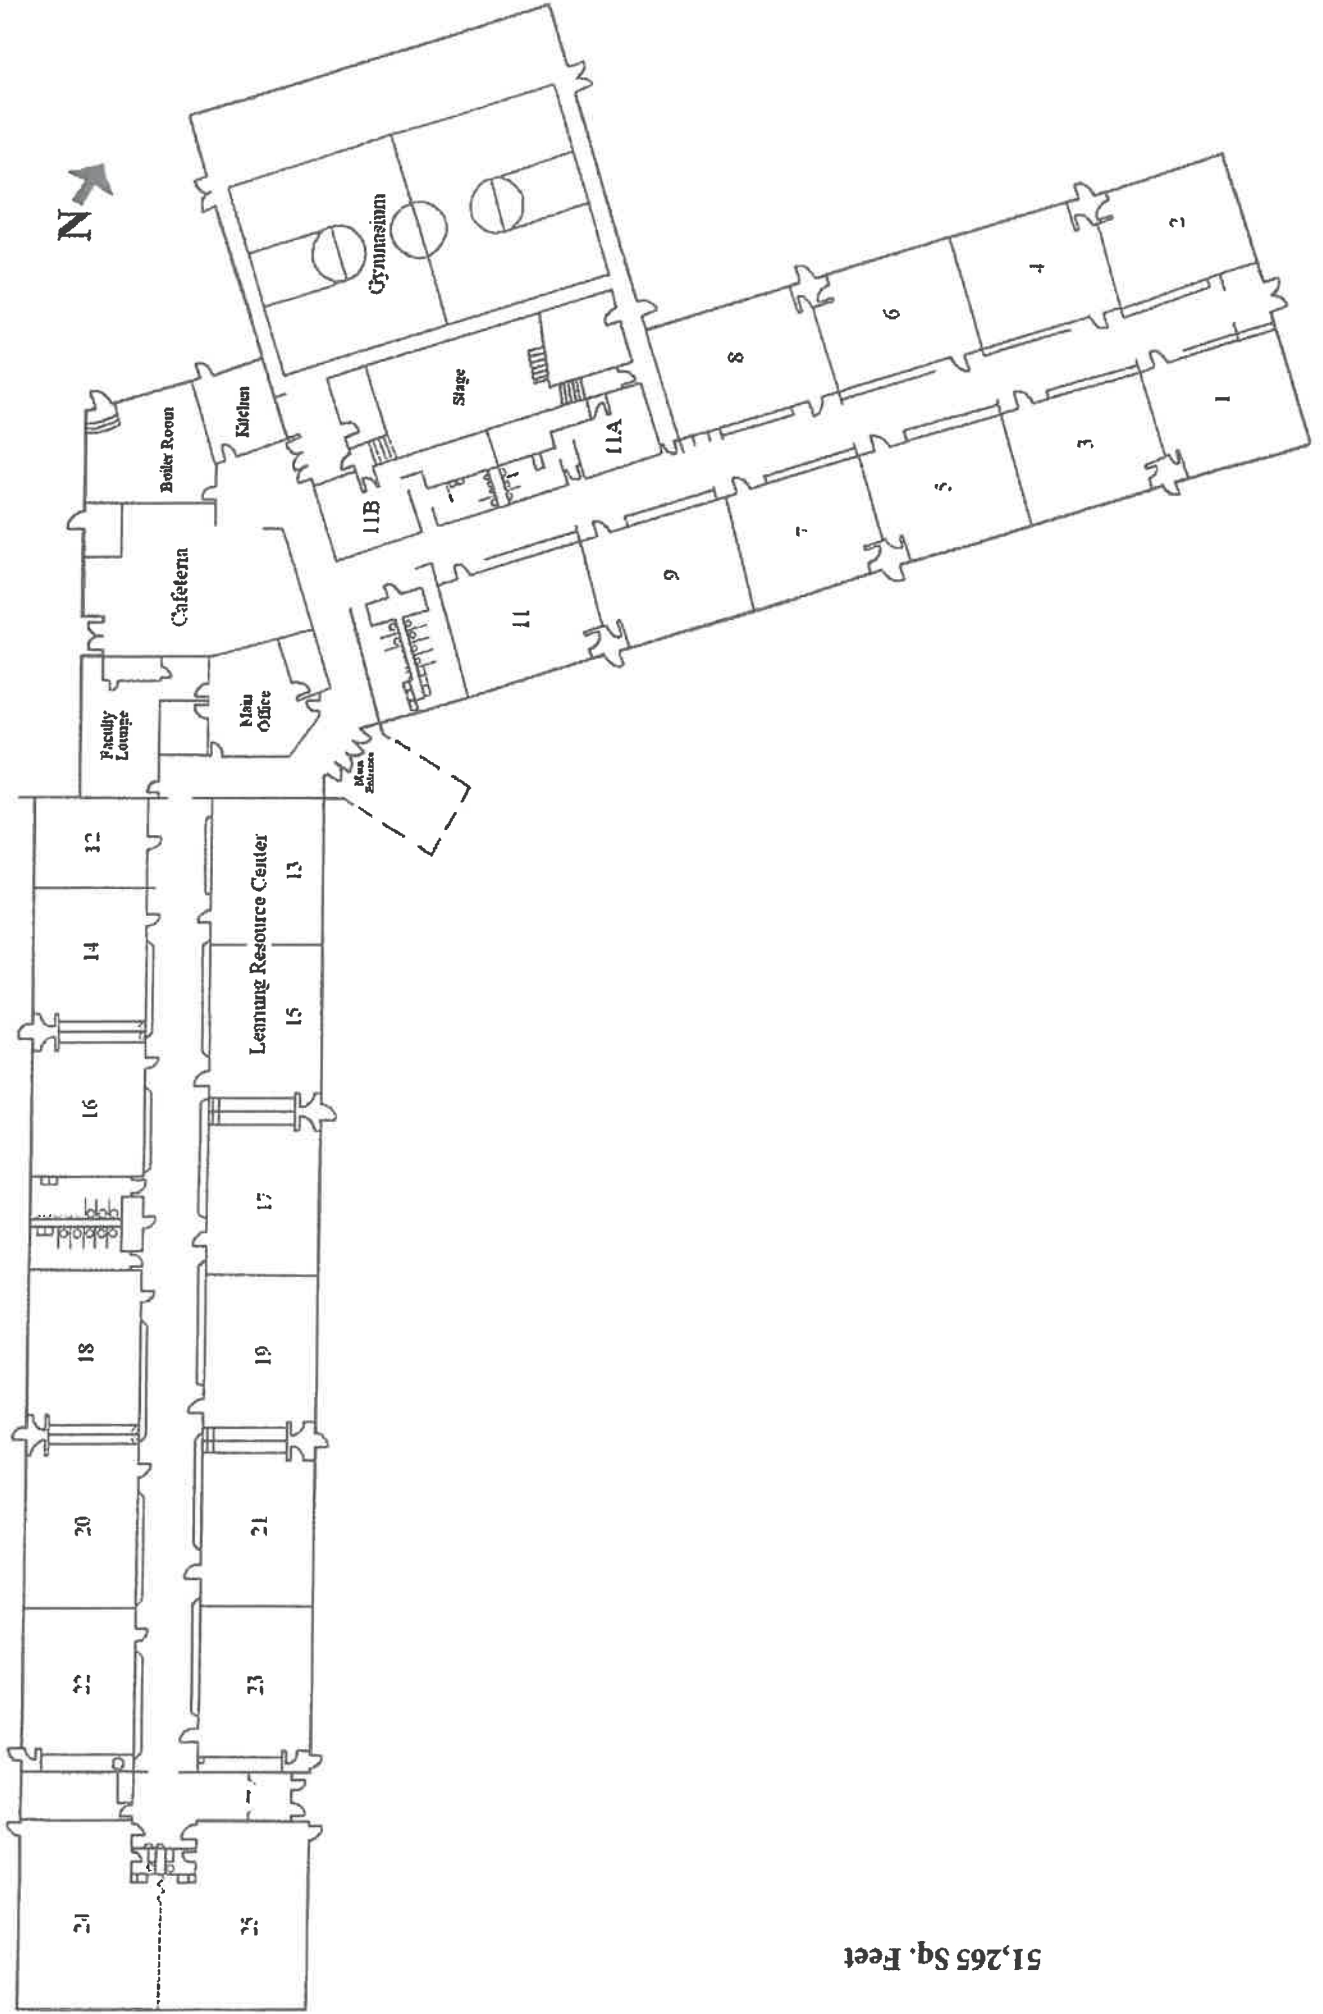 N
Gymnasium
Stage
Kitchen
Boiler Room
Cafeteria
Faculty
Lounge
Main
Office
Main
Entrance
11B
11A
8
6
4
2
11
9
7
5
3
1
12
14
16
18
20
22
24
Learning Resource Center
13
15
17
19
21
23
25
51,265 Sq. Feet